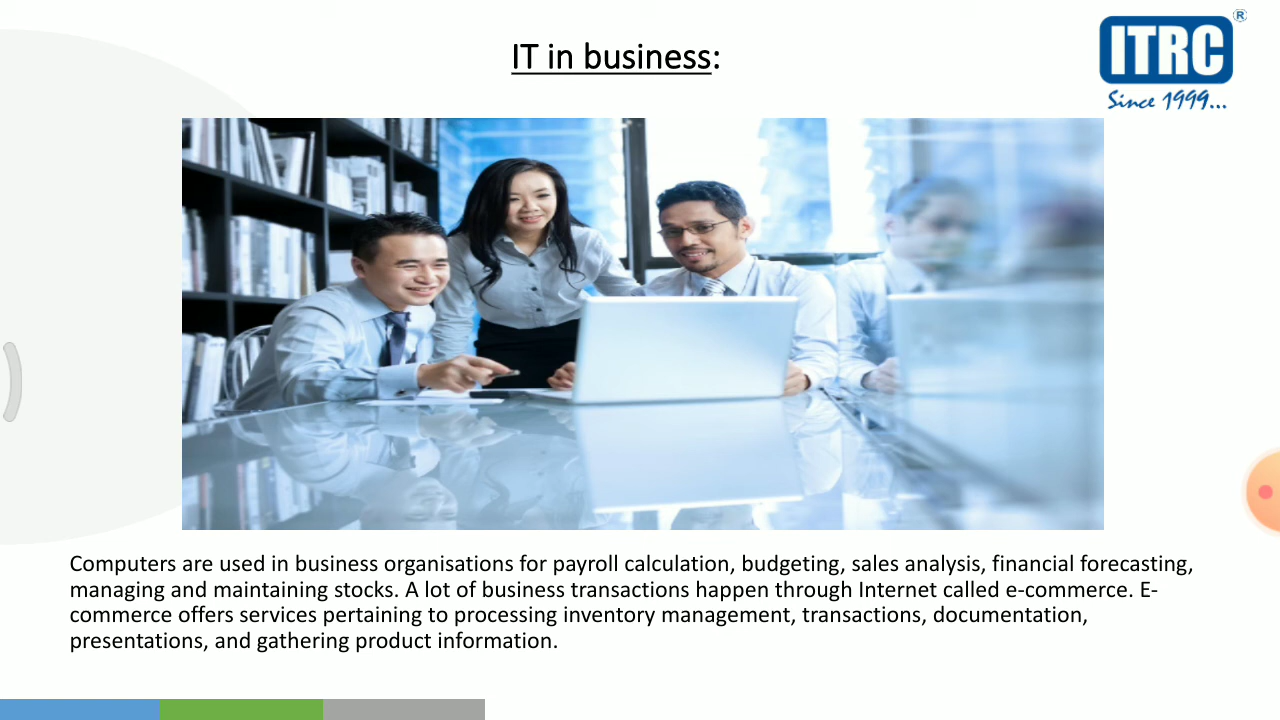 IT in business:
ITRC
®
Since 1999...
Computers are used in business organisations for payroll calculation, budgeting, sales analysis, financial forecasting,
managing and maintaining stocks. A lot of business transactions happen through Internet called e-commerce. E-
commerce offers services pertaining to processing inventory management, transactions, documentation,
presentations, and gathering product information.